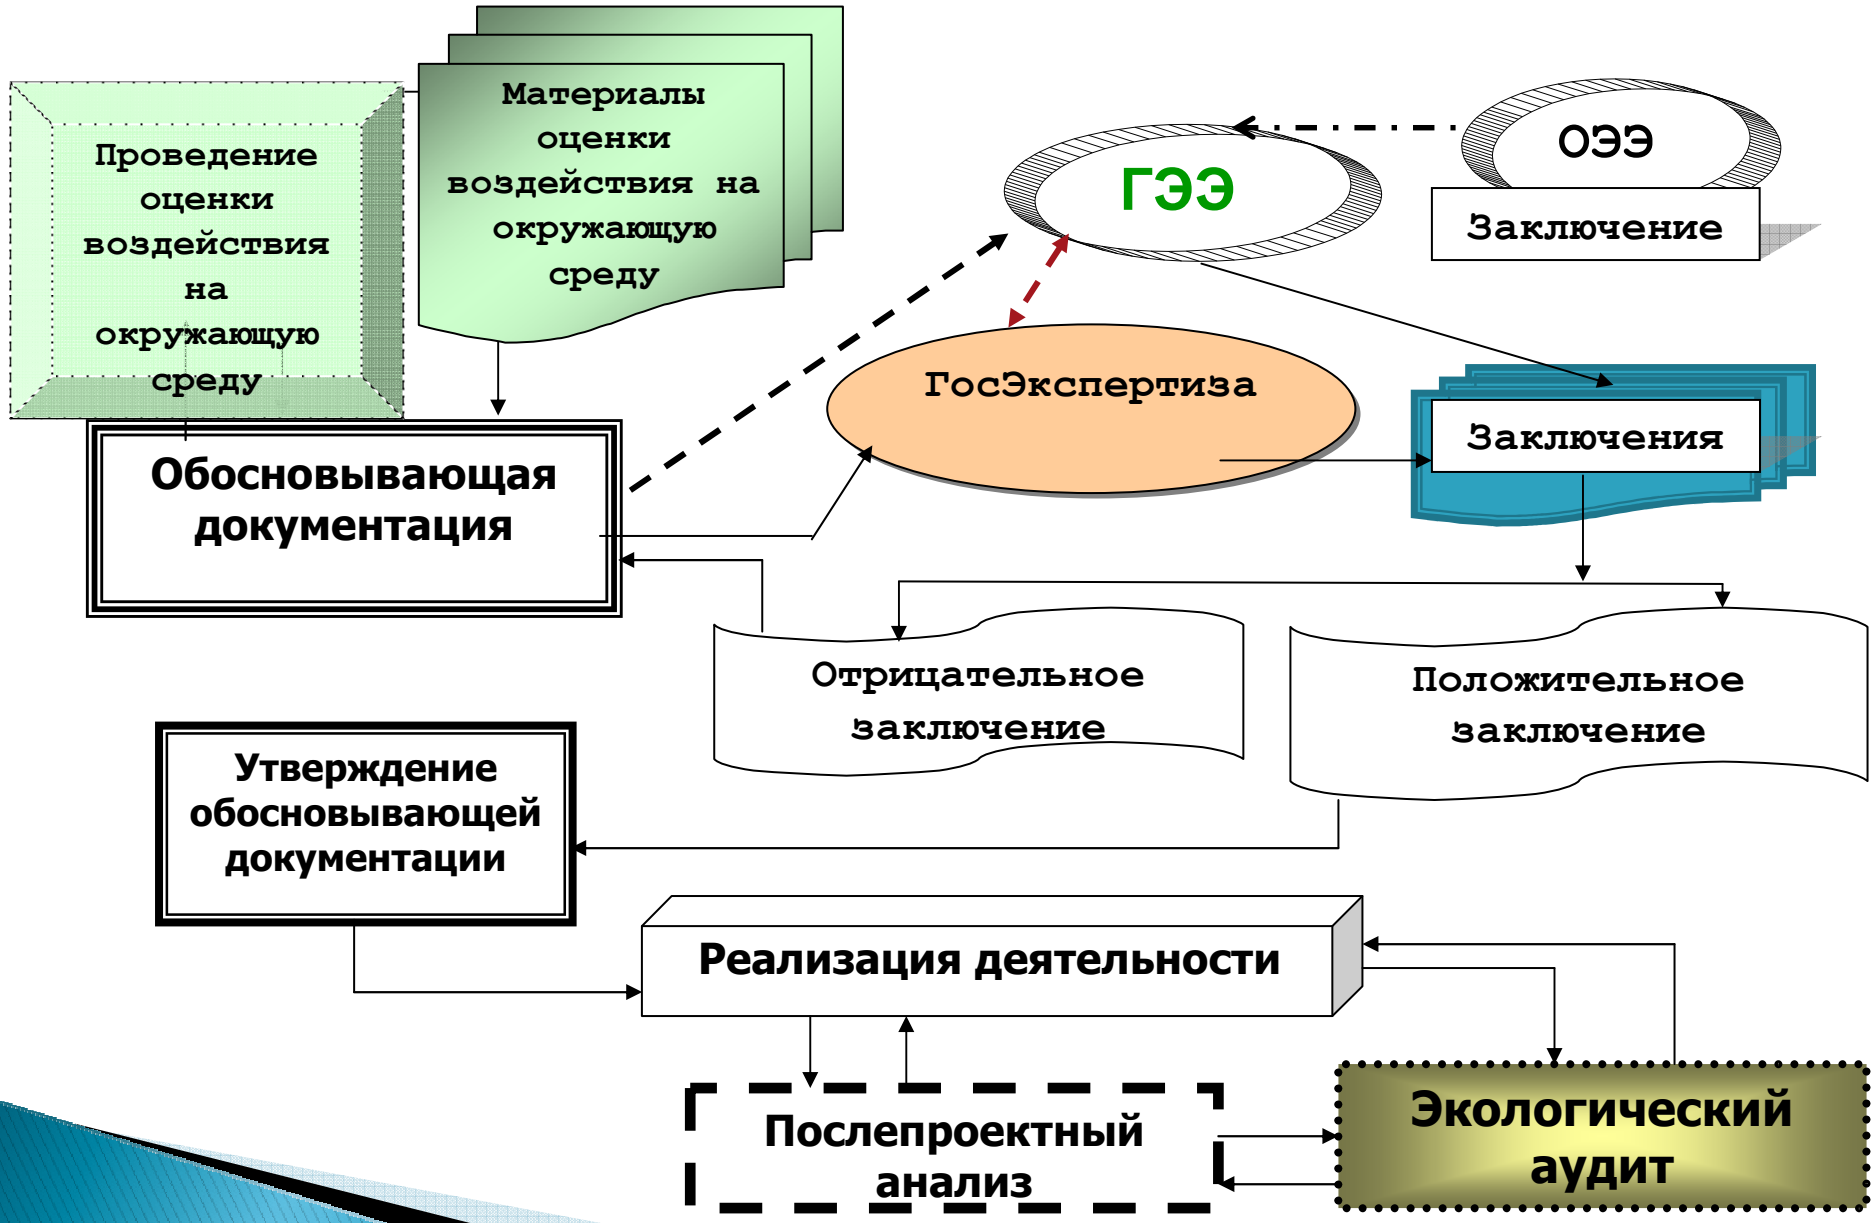 Проведение
оценки
воздействия
на
окружающую
среду
Материалы
оценки
воздействия на
окружающую
среду
ГЭЭ
ОЭЭ
Заключение
ГосЭкспертиза
Заключения
Обосновывающая
документация
Отрицательное
заключение
Положительное
заключение
Утверждение
обосновывающей
документации
Реализация деятельности
Послепроектный
анализ
Экологический
аудит